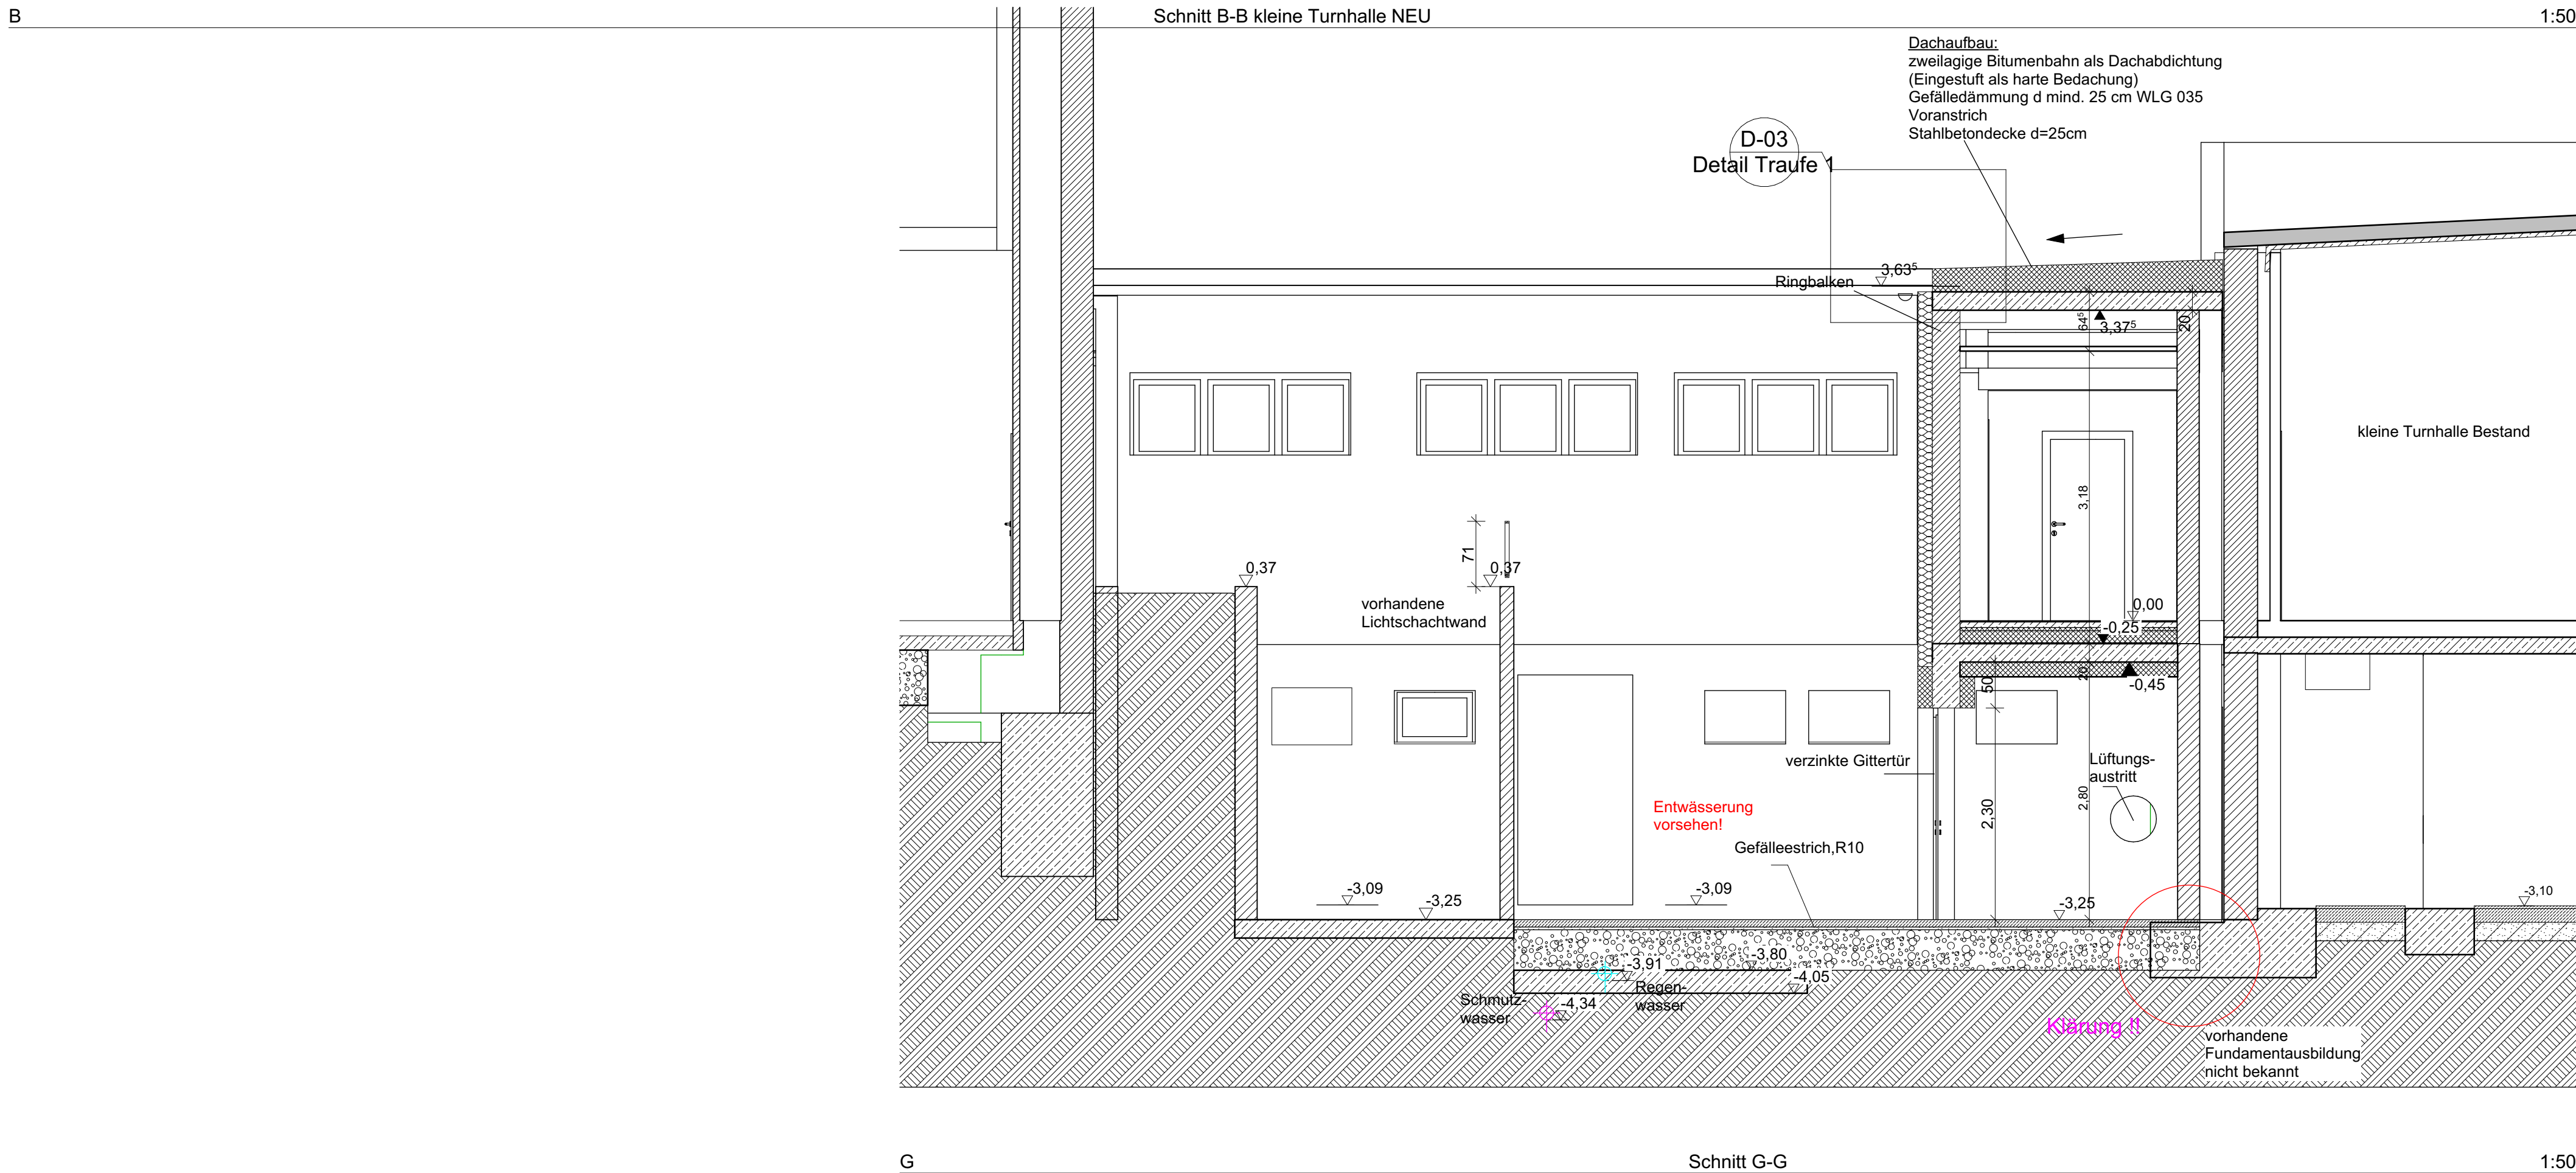 B
Schnitt B-B kleine Turnhalle NEU
1:50
Dachaufbau:
zweilagige Bitumenbahn als Dachabdichtung
(Eingestuft als harte Bedachung)
Gefälledämmung d mind. 25 cm WLG 035
Voranstrich
Stahlbetondecke d=25cm
D-03
Detail Traufe 1
3,63⁵
Ringbalken
64⁵
3,37⁵
20
kleine Turnhalle Bestand
3,18
71
0,37
0,37
vorhandene
Lichtschachtwand
0,00
-0,25
20
50
-0,45
verzinkte Gittertür
Lüftungs-
austritt
2,80
2,30
Entwässerung
vorsehen!
Gefälleestrich,R10
-3,09
-3,09
-3,25
-3,25
-3,10
-3,80
-3,91
-4,05
Regen-
wasser
Schmutz-
wasser
-4,34
Klärung !!
vorhandene
Fundamentausbildung
nicht bekannt
G
Schnitt G-G
1:50